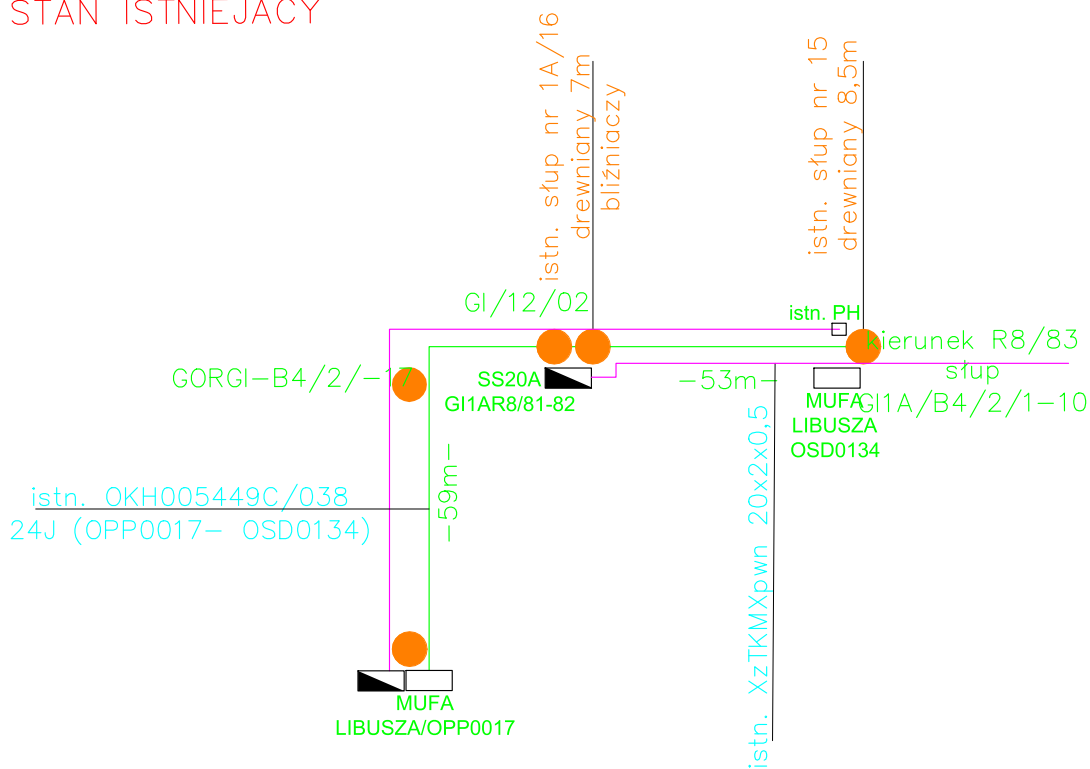 STAN ISTNIEJACY
istn. słup nr 1A/16
drewniany 7m
bliźniaczy
istn. słup nr 15
drewniany 8,5m
GI/12/02
istn. PH
kierunek R8/83
słup
GI1A/B4/2/1-10
GORGI-B4/2/-17
SS20A
GI1AR8/81-82
-53m-
MUFA
LIBUSZA
OSD0134
-59m-
istn. OKH005449C/038
24J (OPP0017- OSD0134)
istn. XzTKMXpwn 20x2x0,5
MUFA
LIBUSZA/OPP0017